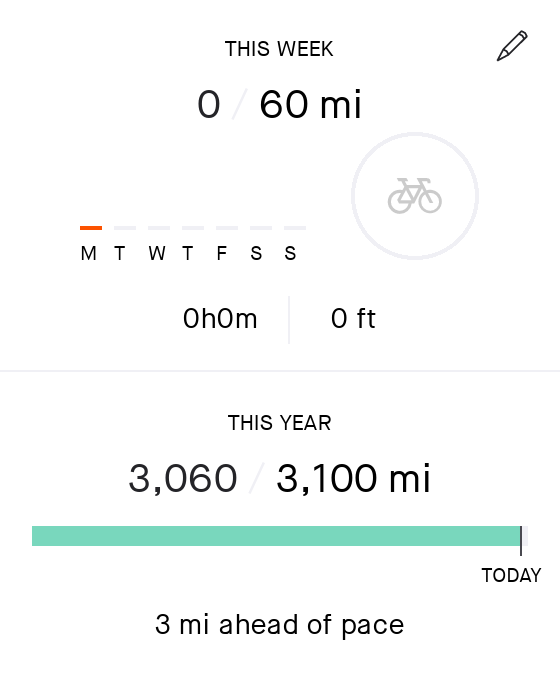 THIS WEEK
0 / 60 mi
M T W T F S S
0h0m 0 ft
THIS YEAR
3,060 / 3,100 mi
TODAY
3 mi ahead of pace